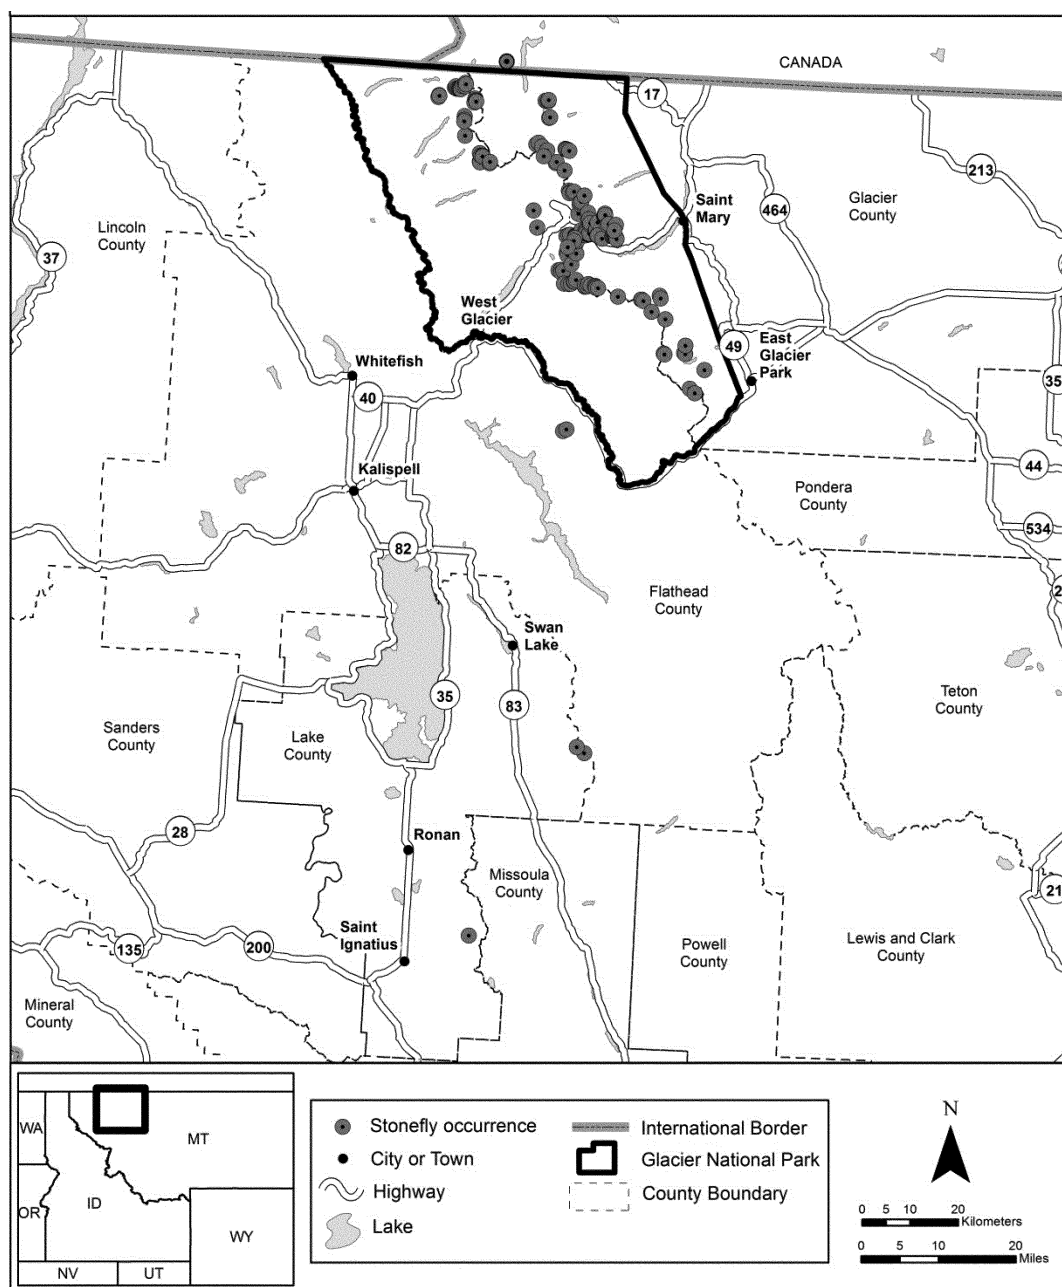 CANADA
17
213
Saint
Mary
464
Glacier
County
Lincoln
County
37
West
Glacier
49
East
Glacier
Park
Whitefish
40
35
Kalispell
44
Pondera
County
534
82
Flathead
County
2
Swan
Lake
35
83
Teton
County
Sanders
County
Lake
County
28
Ronan
Missoula
County
21
Saint
Ignatius
135
200
Powell
County
Lewis and Clark
County
Mineral
County
WA
MT
OR
ID
WY
NV
UT
Stonefly occurrence
City or Town
Highway
Lake
International Border
Glacier National Park
County Boundary
N
0 5 10 20
Kilometers
0 5 10 20
Miles